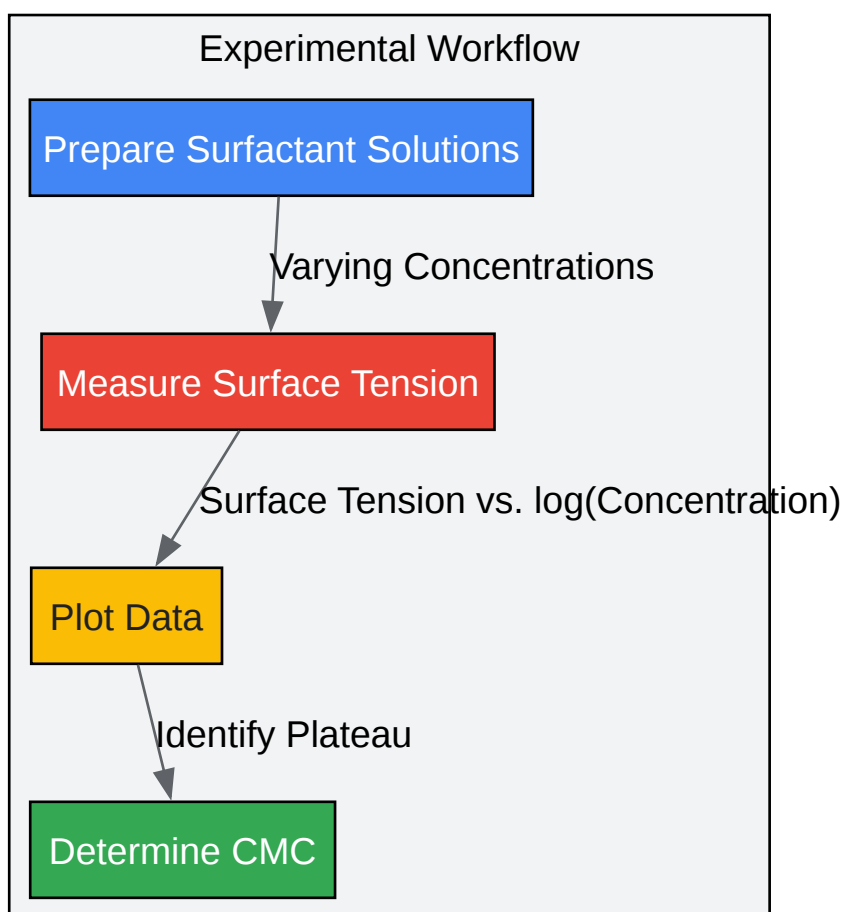 Experimental Workflow
Prepare Surfactant Solutions
Varying Concentrations
Measure Surface Tension
Surface Tension vs. log(Concentration)
Plot Data
Identify Plateau
Determine CMC